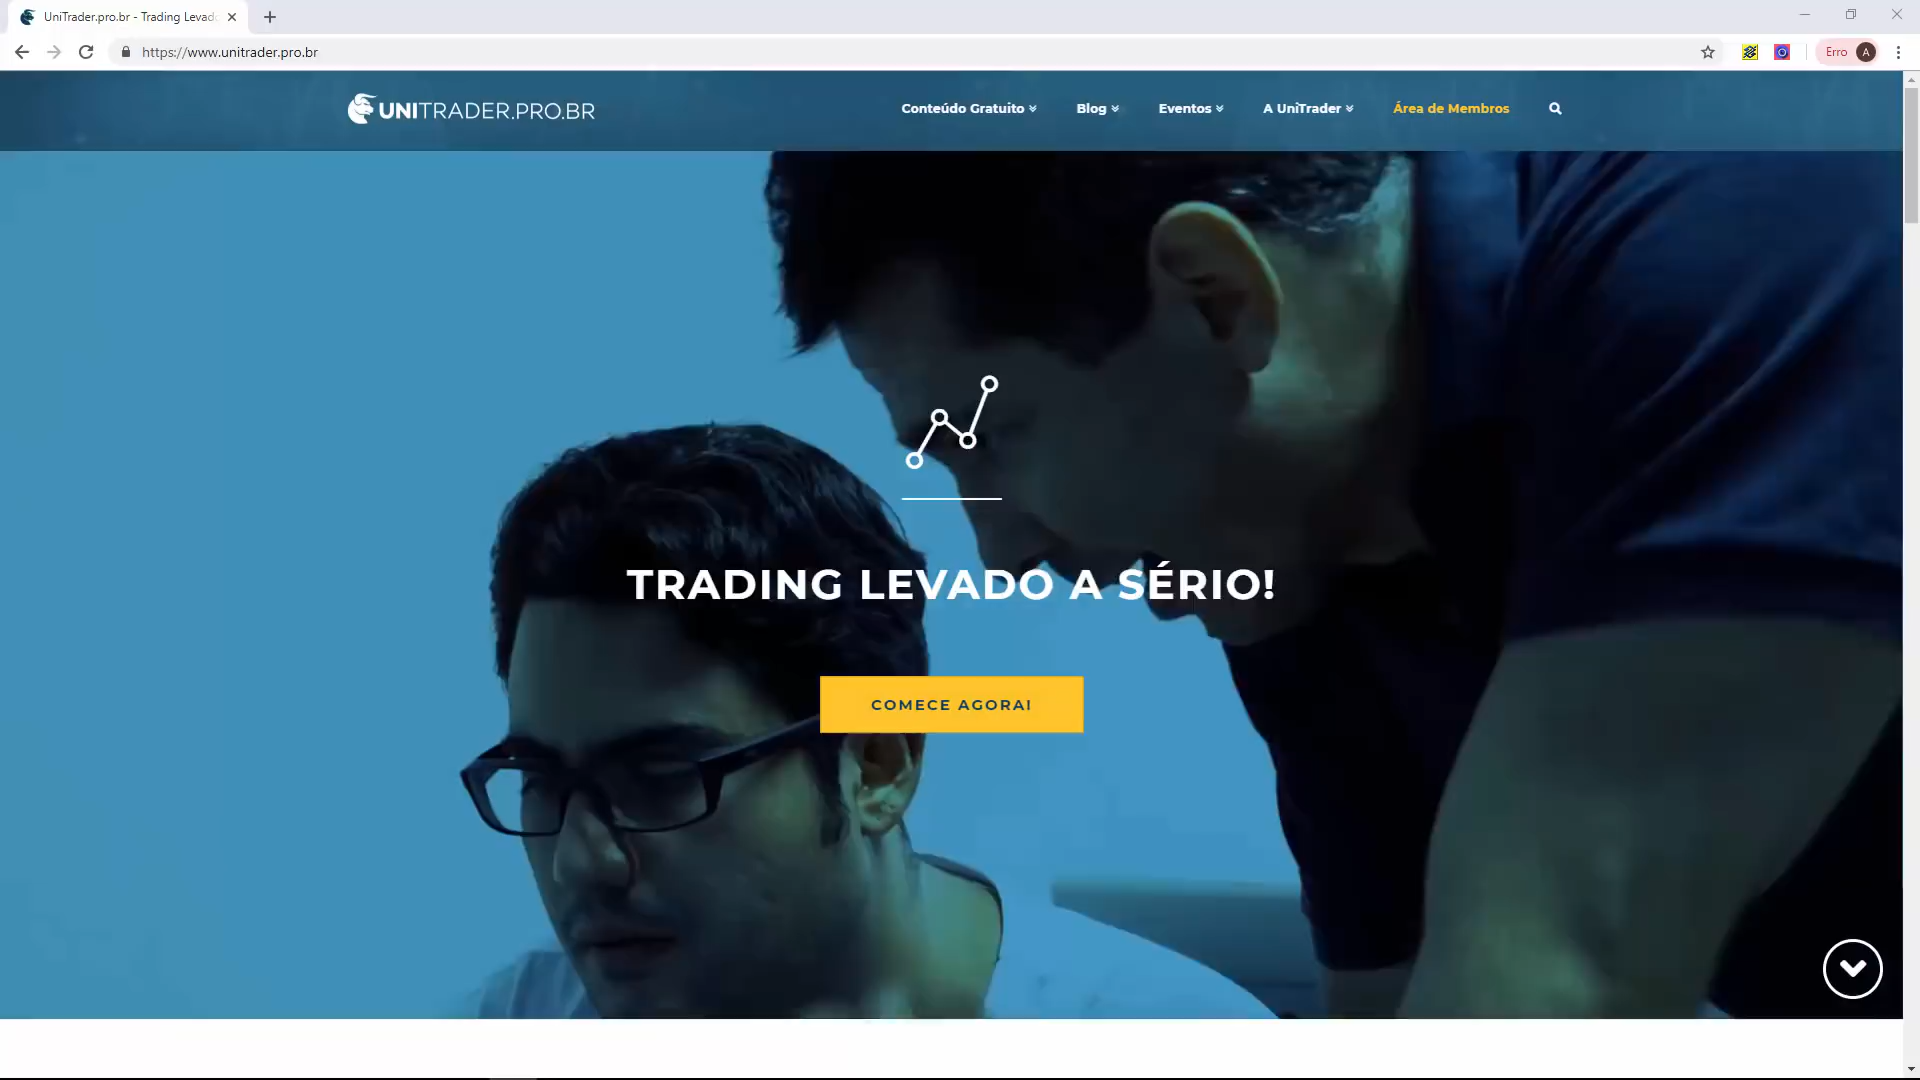 UniTrader.pro.br - Trading Levad
https://www.unitrader.pro.br
Erro A
UNITRADER.PRO.BR
Conteúdo Gratuito Blog Eventos A UniTrader Área de Membros
TRADING LEVADO A SÉRIO!
COMECE AGORA!